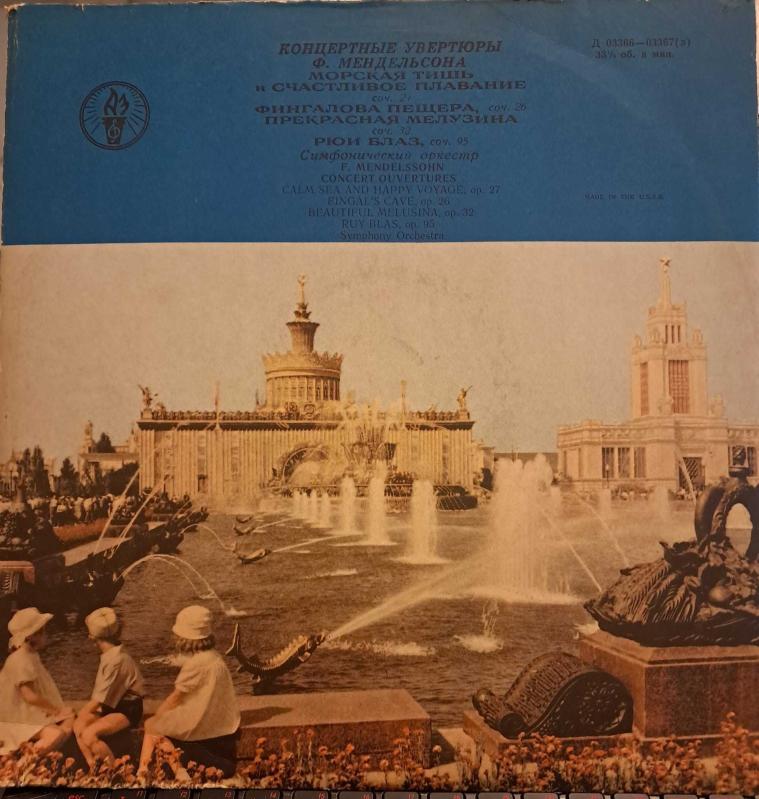 КОНЦЕРТНЫЕ УВЕРТЮРЫ
Ф. МЕНДЕЛЬСОНА
МОРСКАЯ ТИШЬ
и СЧАСТЛИВОЕ ПЛАВАНИЕ
соч. 27
ФИНГАЛОВА ПЕЩЕРА, соч. 26
ПРЕКРАСНАЯ МЕЛУЗИНА
соч. 32
РЮИ БЛАЗ, соч. 95
Симфонический оркестр
F. MENDELSSOHN
CONCERT OUVERTURES
CALM SEA AND HAPPY VOYAGE, op. 27
FINGAL'S CAVE, op. 26
BEAUTIFUL MELUSINA, op. 32
RUY BLAS, op. 95
Symphony Orchestra
Д 03366—03367(а)
33⅓ об. в мин.
MADE IN THE U.S.S.R.